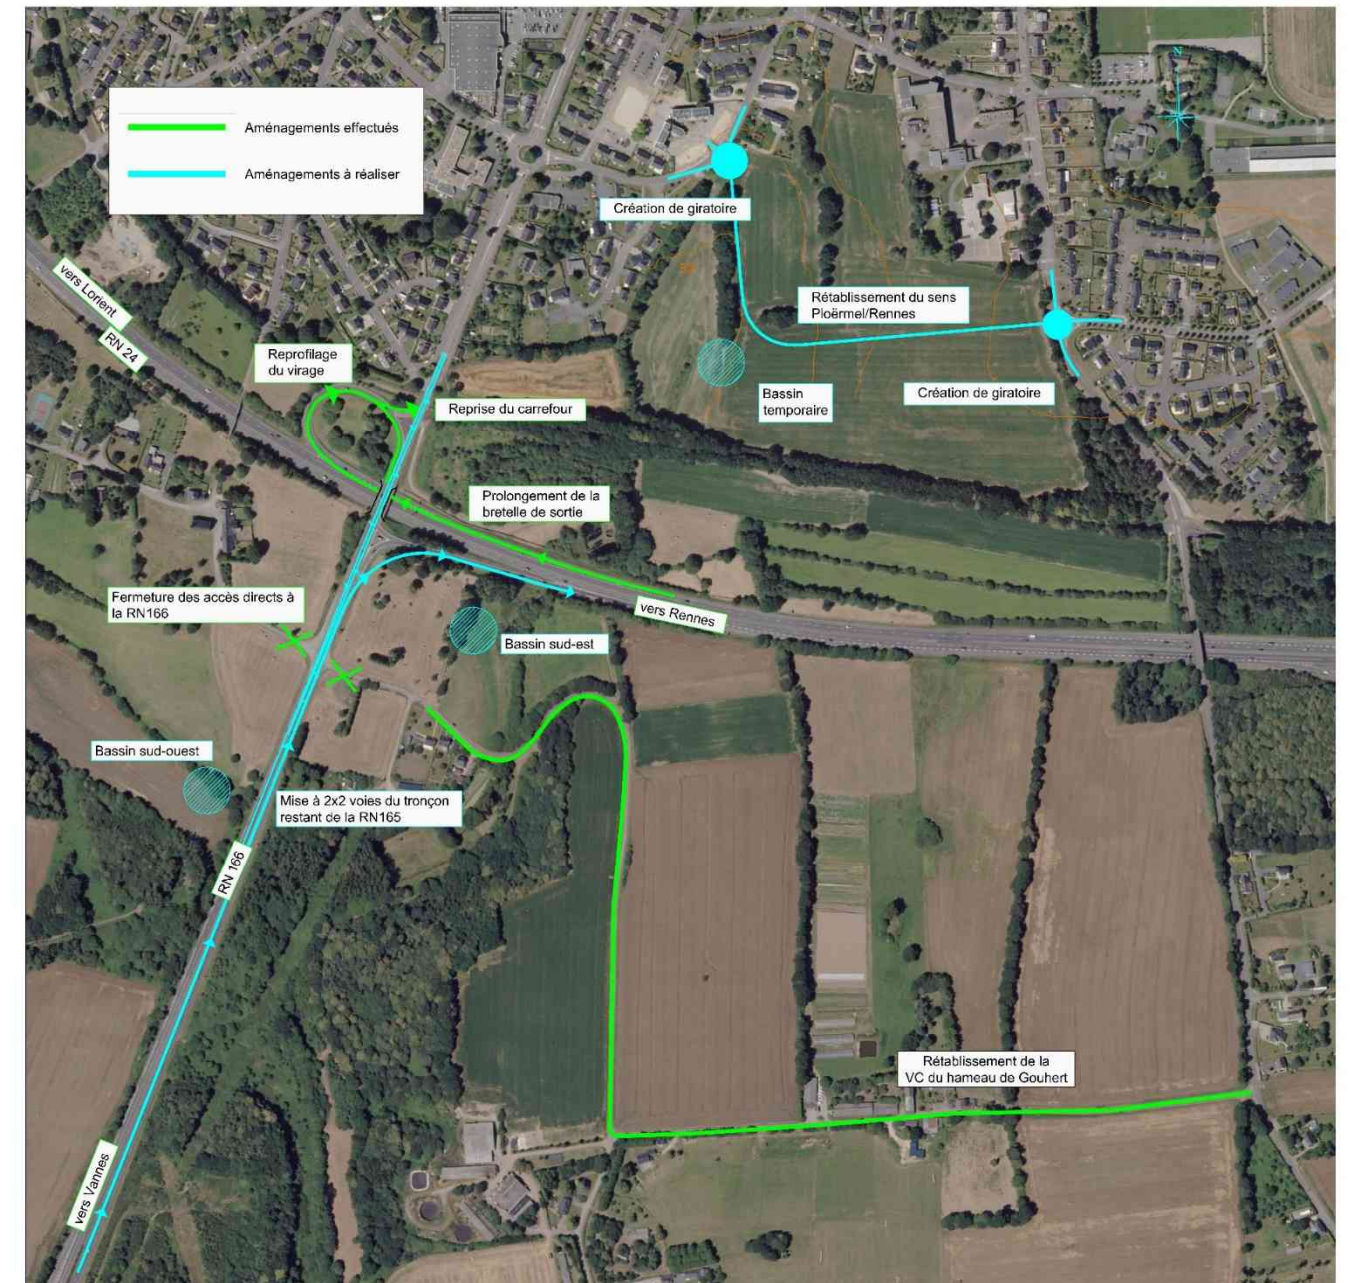 N
Aménagements effectués
Aménagements à réaliser
Création de giratoire
vers Lorient
RN 24
Rétablissement du sens
Ploërmel/Rennes
Reprofilage
du virage
Création de giratoire
Bassin
temporaire
Reprise du carrefour
Prolongement de la
bretelle de sortie
Fermeture des accès directs à
la RN166
vers Rennes
Bassin sud-est
Bassin sud-ouest
Mise à 2x2 voies du tronçon
restant de la RN165
RN 166
Rétablissement de la
VC du hameau de Gouhert
vers Vannes